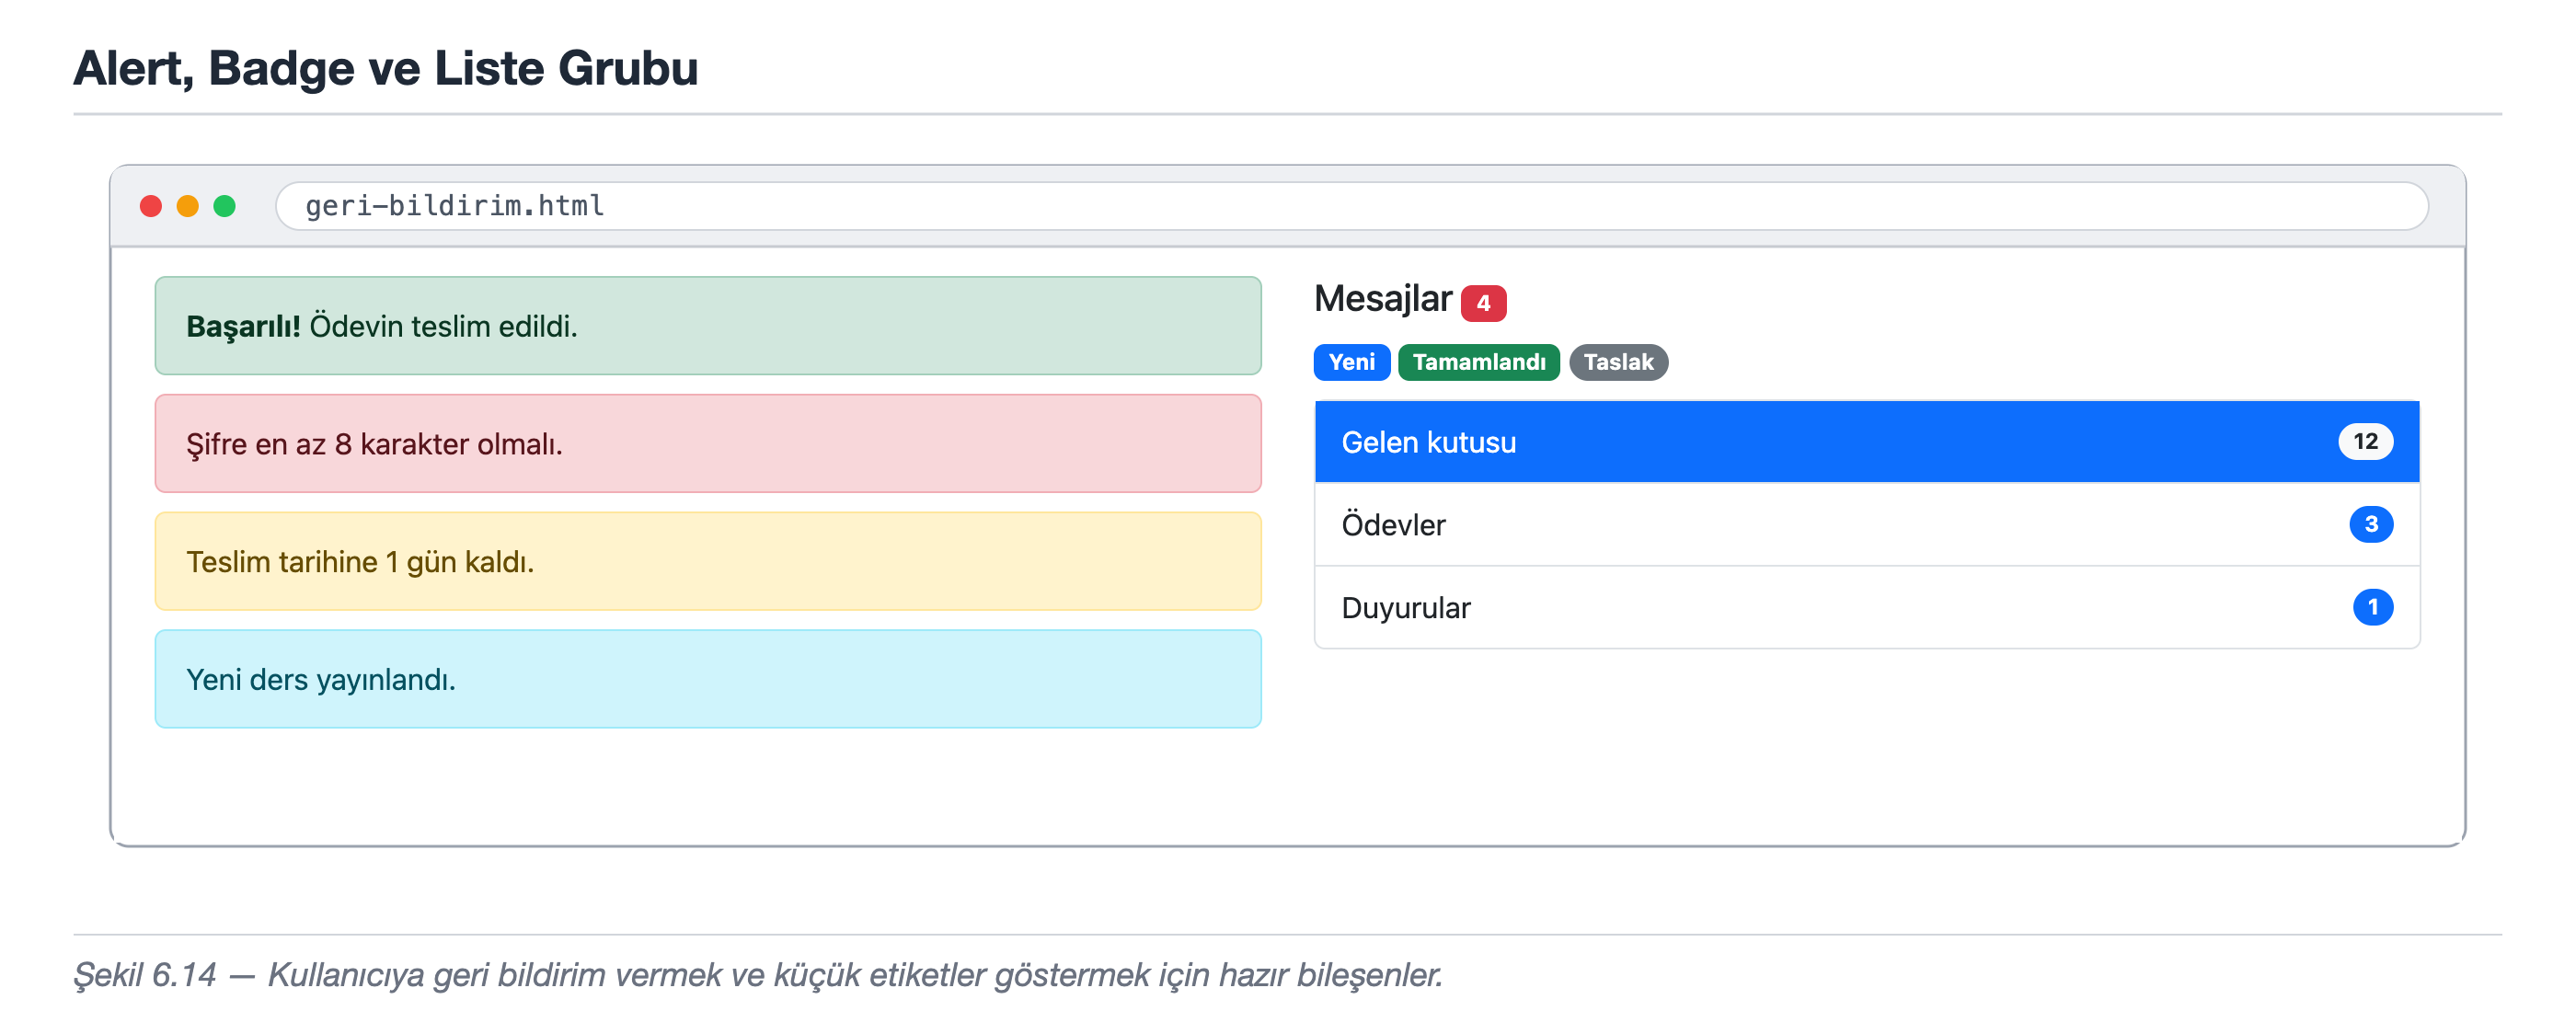 Alert, Badge ve Liste Grubu
geri-bildirim.html
Başarılı! Ödevin teslim edildi.
Şifre en az 8 karakter olmalı.
Teslim tarihine 1 gün kaldı.
Yeni ders yayınlandı.
Mesajlar 4
Yeni Tamamlandı Taslak
Gelen kutusu 12
Ödevler 3
Duyurular 1
Şekil 6.14 — Kullanıcıya geri bildirim vermek ve küçük etiketler göstermek için hazır bileşenler.